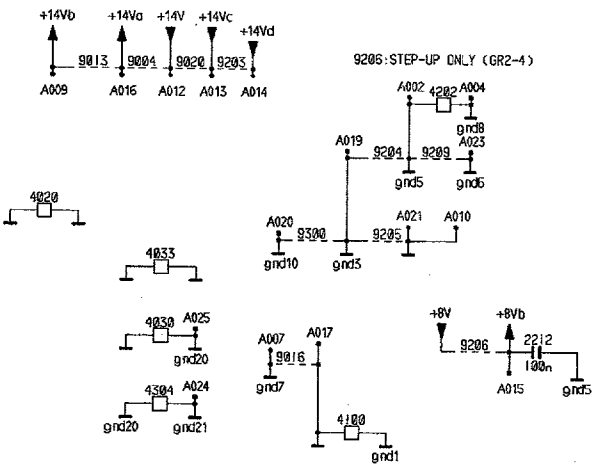 +14Vb +14Va +14V +14Vc +14Vd
9013 9004 9020 9203
A009 A016 A012 A013 A014
9206:STEP-UP ONLY (GR2-4)
A002 4202 A004
gnd8
A019 9204 9209 A023
gnd5 gnd6
4020
A020 9300 9205 A021 A010
gnd10 gnd3
4033
4030 A025
gnd20
A007 9016 A017
gnd7
+8V +8Vb
9206 2212
100n
A015 gnd5
4304 A024
gnd20 gnd21
4100
gnd1